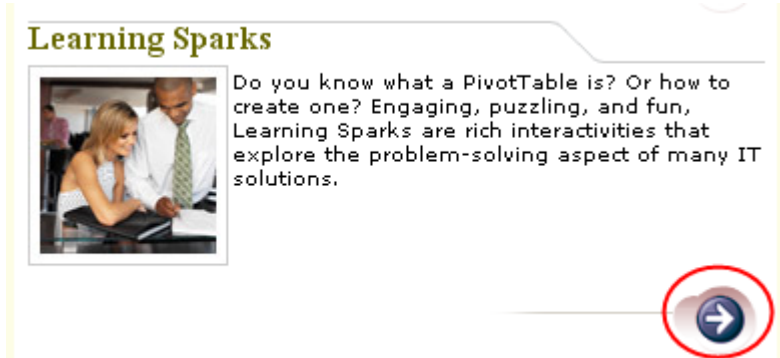 Learning Sparks
Do you know what a PivotTable is? Or how to
create one? Engaging, puzzling, and fun,
Learning Sparks are rich interactivities that
explore the problem-solving aspect of many IT
solutions.